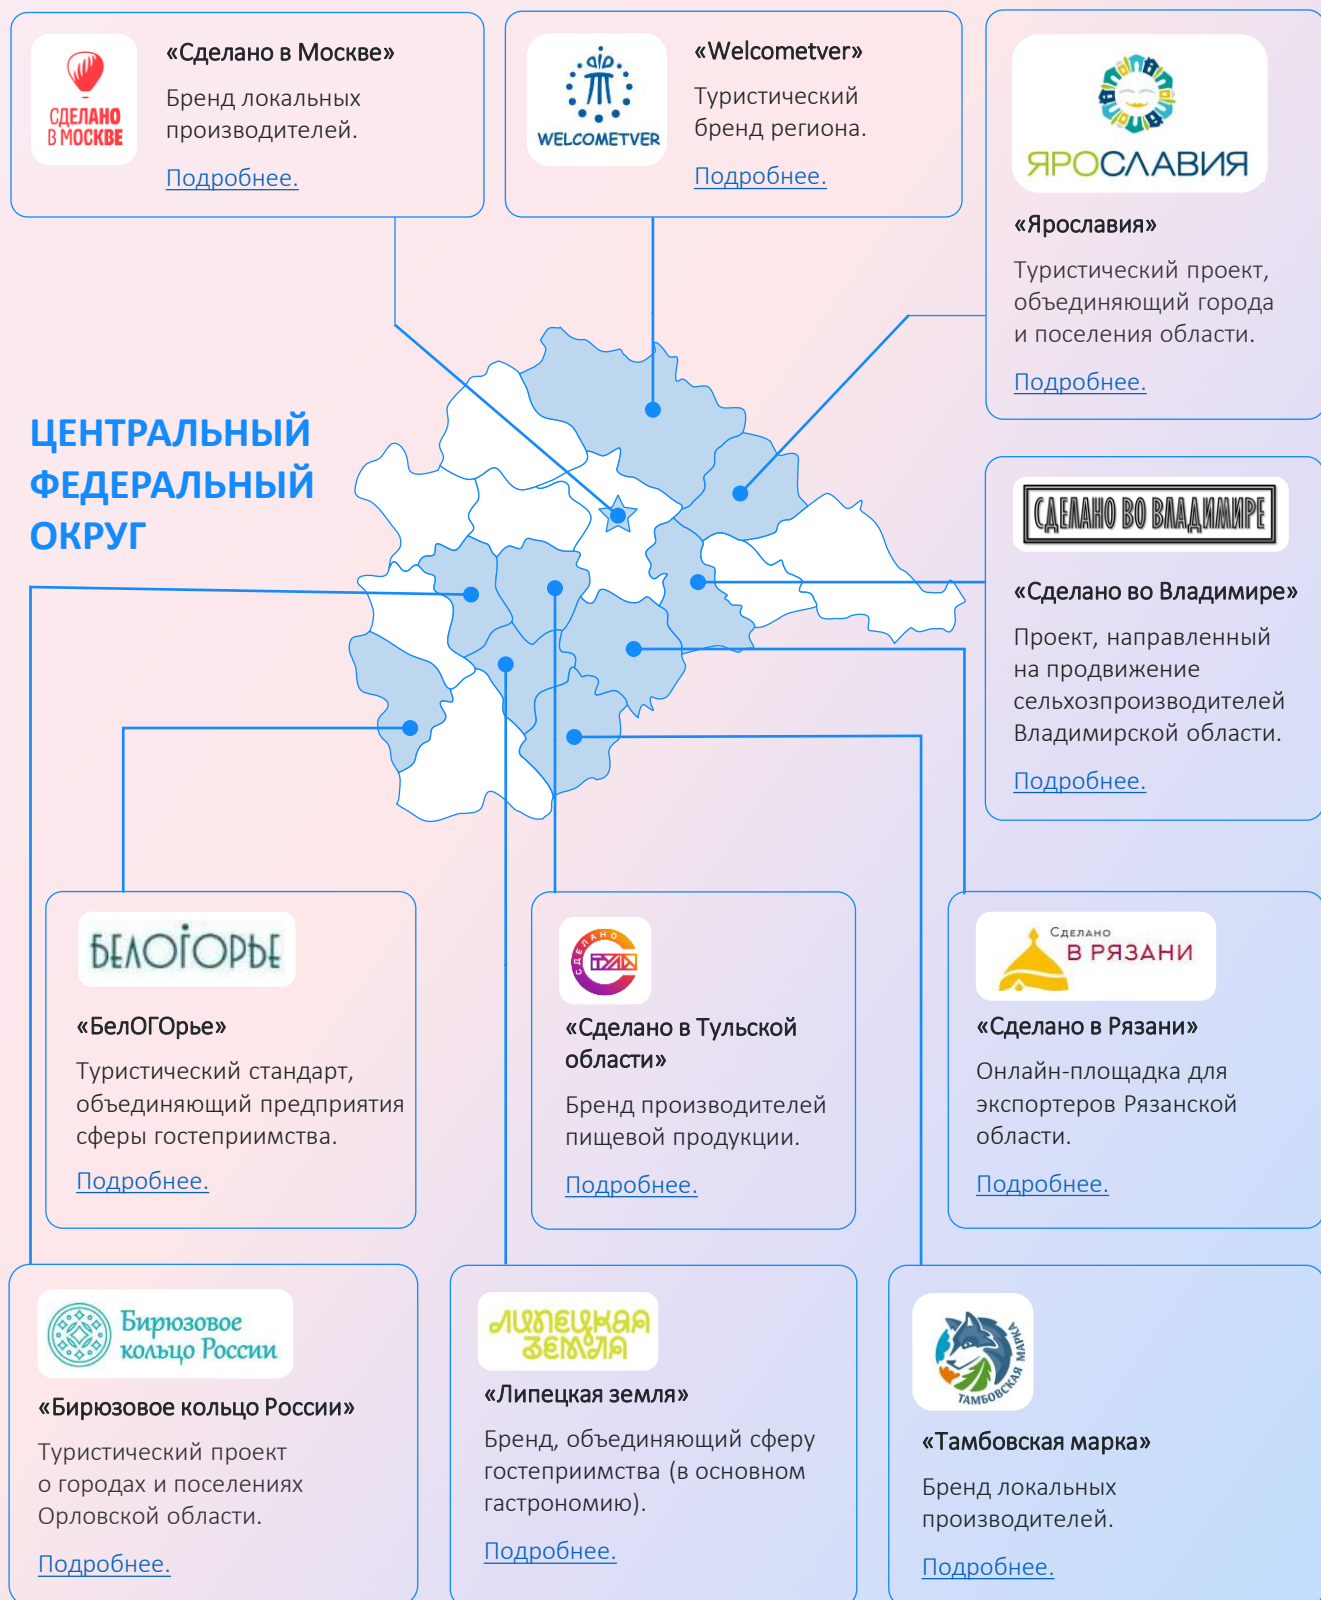 СДЕЛАНО
В МОСКВЕ
«Сделано в Москве»
Бренд локальных
производителей.
Подробнее.
WELCOMETVER
«Welcometver»
Туристический
бренд региона.
Подробнее.
ЯРОСЛАВИЯ
«Ярославия»
Туристический проект,
объединяющий города
и поселения области.
Подробнее.
ЦЕНТРАЛЬНЫЙ
ФЕДЕРАЛЬНЫЙ
ОКРУГ
СДЕЛАНО ВО ВЛАДИМИРЕ
«Сделано во Владимире»
Проект, направленный
на продвижение
сельхозпроизводителей
Владимирской области.
Подробнее.
БЕЛОГОРЬЕ
«БелОГОрье»
Туристический стандарт,
объединяющий предприятия
сферы гостеприимства.
Подробнее.
СДЕЛАНО
ТУЛА
«Сделано в Тульской
области»
Бренд производителей
пищевой продукции.
Подробнее.
СДЕЛАНО
В РЯЗАНИ
«Сделано в Рязани»
Онлайн-площадка для
экспортеров Рязанской
области.
Подробнее.
Бирюзовое
кольцо России
«Бирюзовое кольцо России»
Туристический проект
о городах и поселениях
Орловской области.
Подробнее.
ЛИПЕЦКАЯ
ЗЕМЛЯ
«Липецкая земля»
Бренд, объединяющий сферу
гостеприимства (в основном
гастрономию).
Подробнее.
ТАМБОВСКАЯ МАРКА
«Тамбовская марка»
Бренд локальных
производителей.
Подробнее.